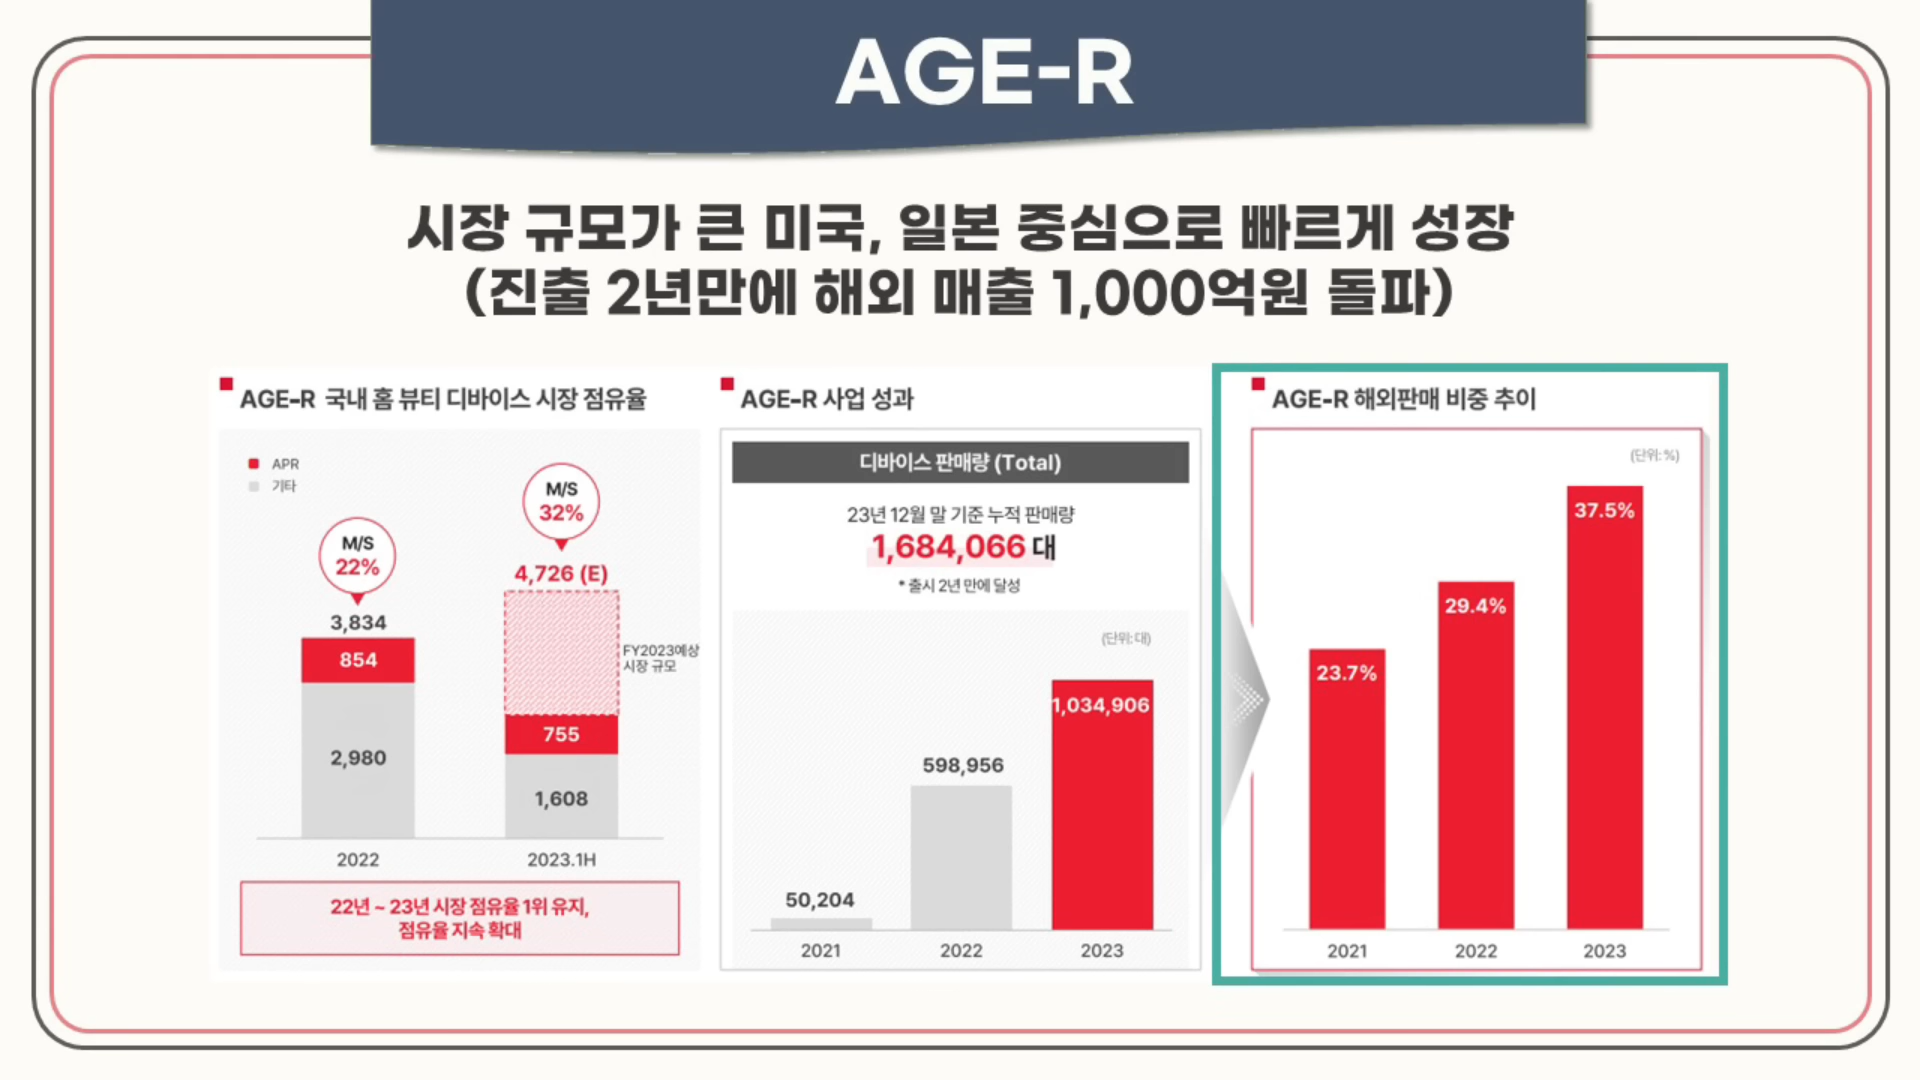 AGE-R
시장 규모가 큰 미국, 일본 중심으로 빠르게 성장
(진출 2년만에 해외 매출 1,000억원 돌파)
AGE-R 국내 홈 뷰티 디바이스 시장 점유율
APR
기타
M/S
22%
3,834
854
2,980
2022
M/S
32%
4,726 (E)
FY2023예상
시장 규모
755
1,608
2023.1H
22년 ~ 23년 시장 점유율 1위 유지,
점유율 지속 확대
AGE-R 사업 성과
디바이스 판매량 (Total)
23년 12월 말 기준 누적 판매량
1,684,066 대
* 출시 2년 만에 달성
(단위: 대)
50,204
598,956
1,034,906
2021
2022
2023
AGE-R 해외판매 비중 추이
(단위: %)
23.7%
29.4%
37.5%
2021
2022
2023